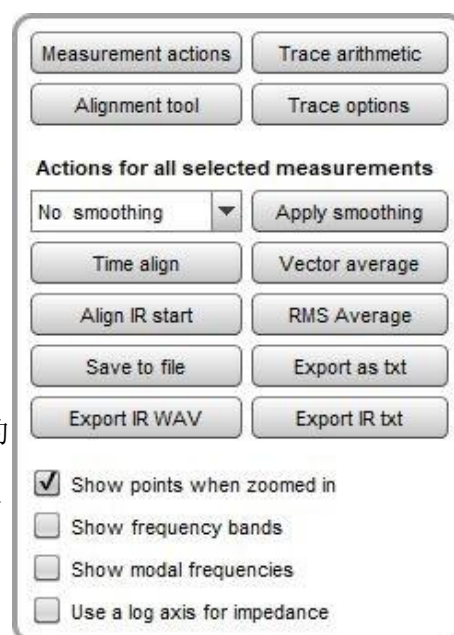 Measurement actions Trace arithmetic
Alignment tool Trace options
Actions for all selected measurements
No smoothing Apply smoothing
Time align Vector average
Align IR start RMS Average
Save to file Export as txt
Export IR WAV Export IR txt
Show points when zoomed in
Show frequency bands
Show modal frequencies
Use a log axis for impedance